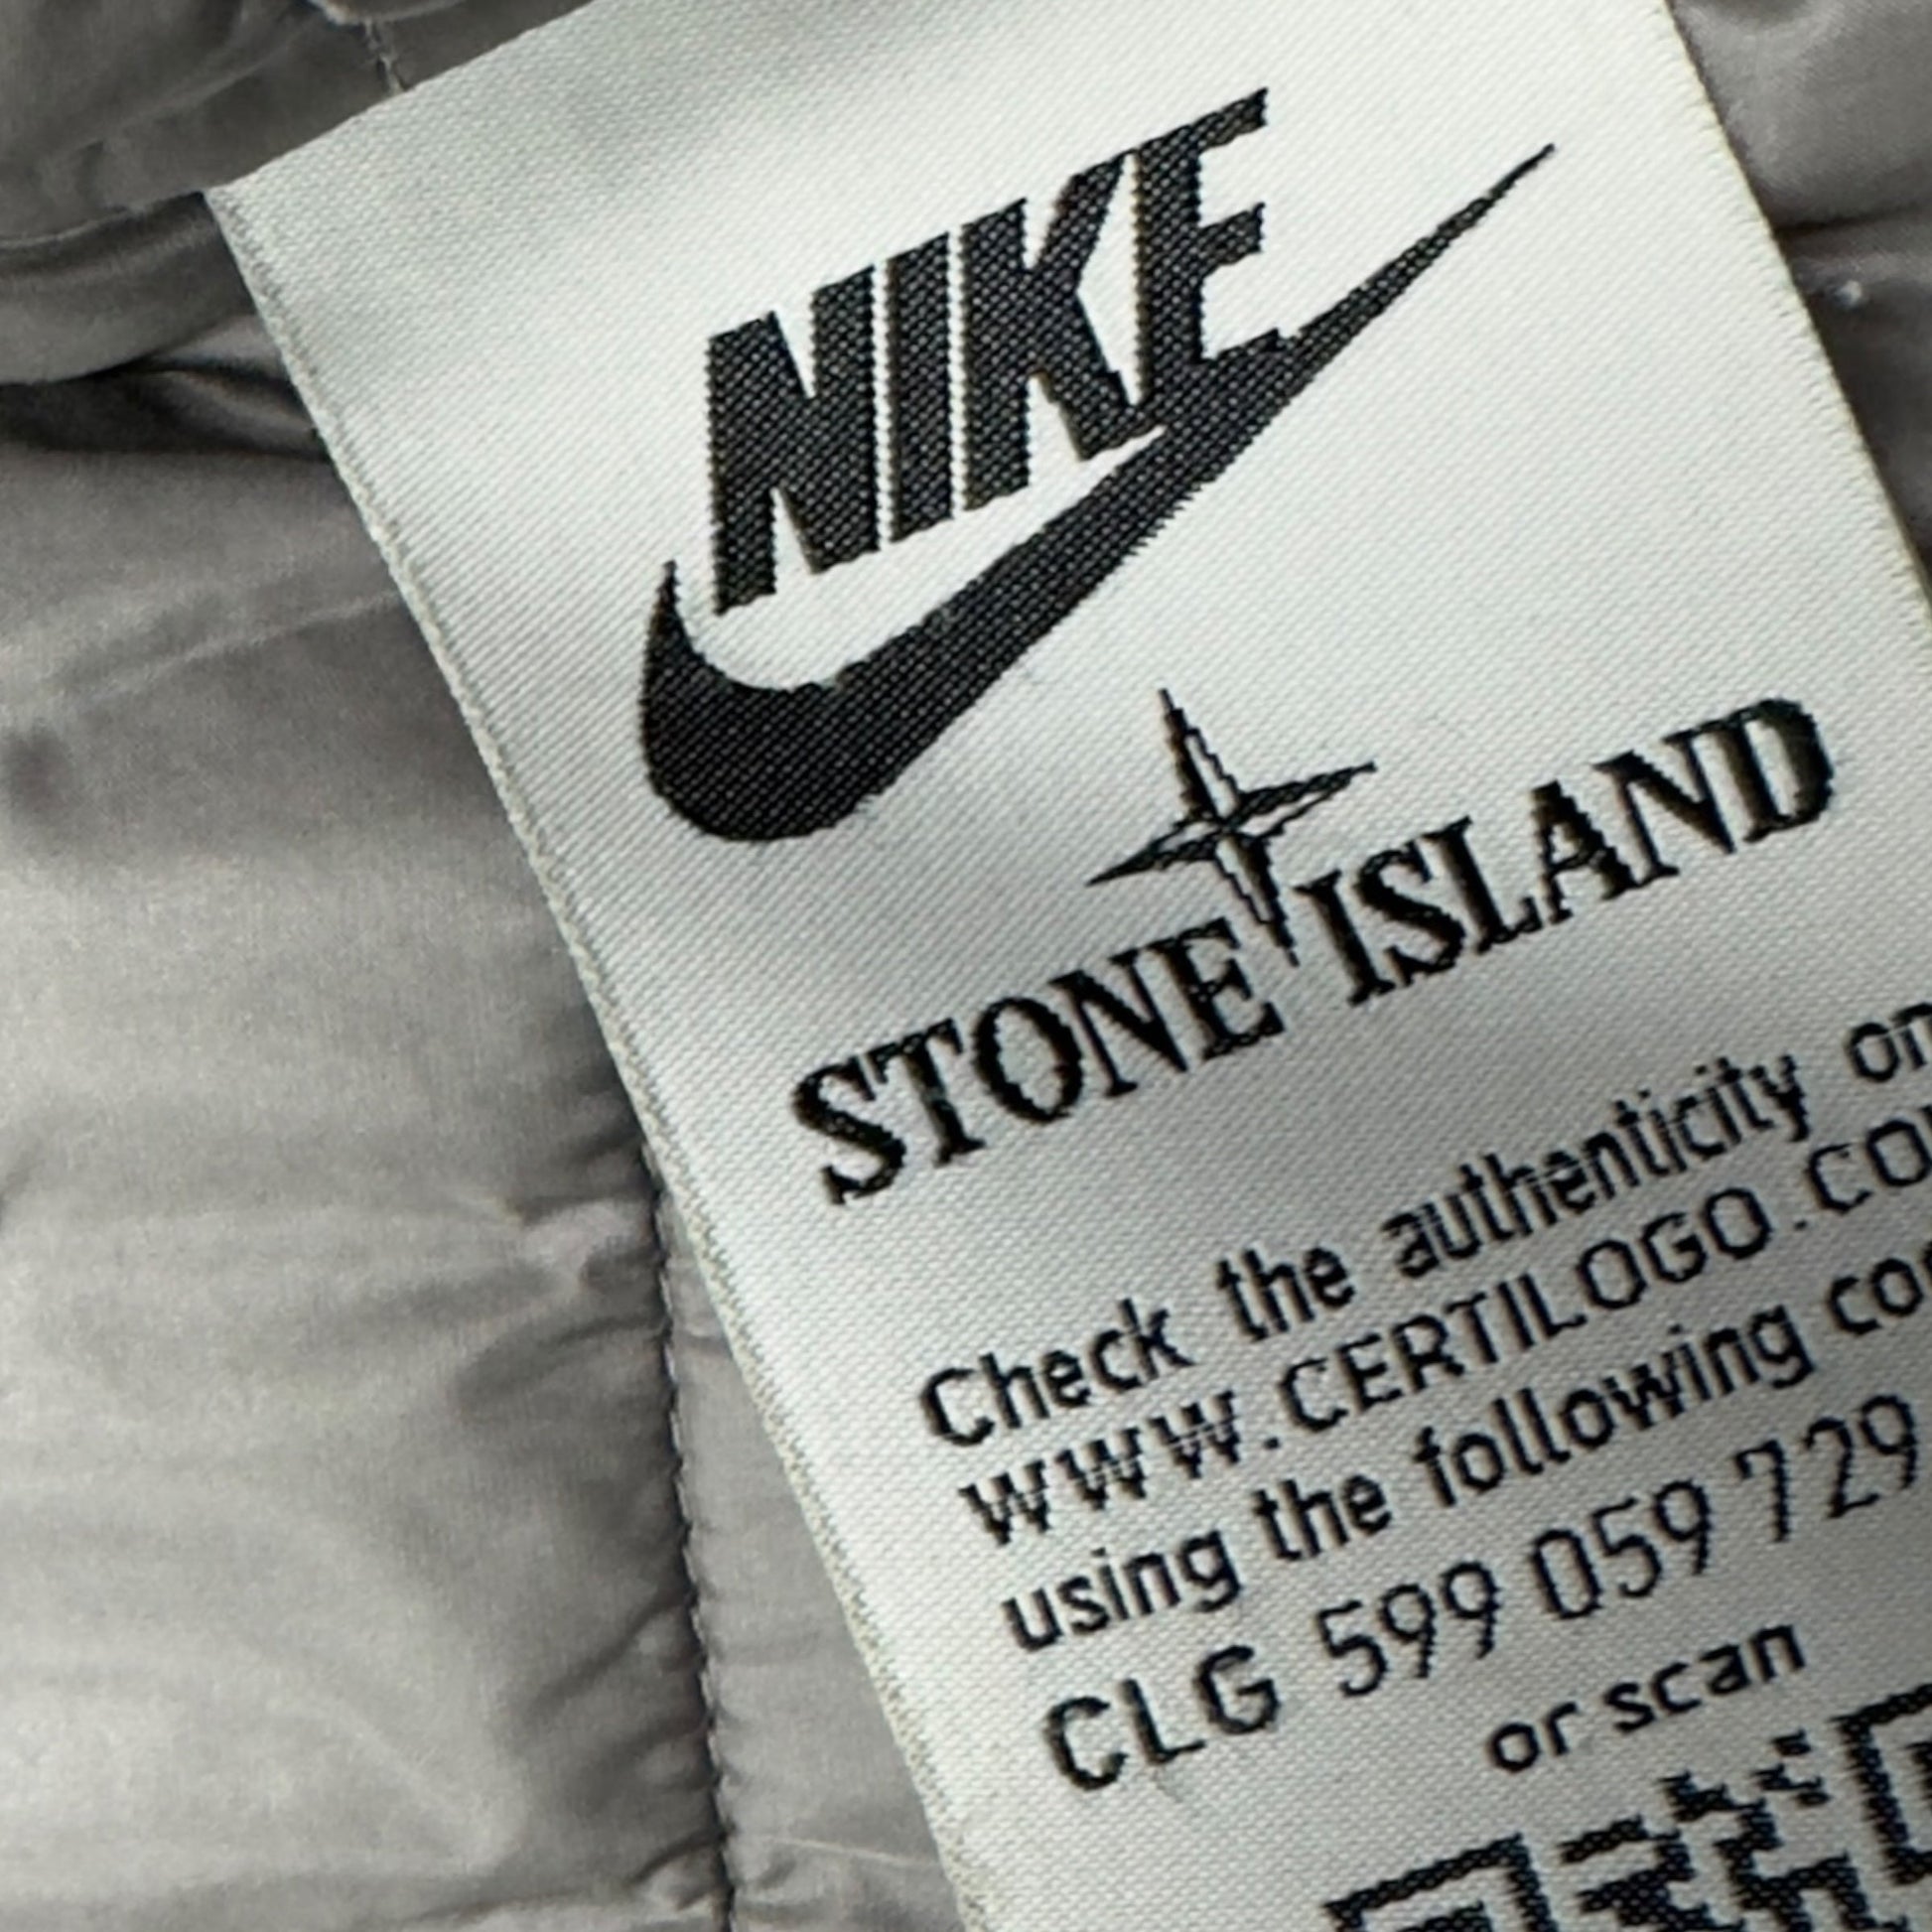 NIKE
STONE ISLAND
Check the authenticity on
WWW.CERTILOGO.CO
using the following co
CLG 599 059 729
or scan